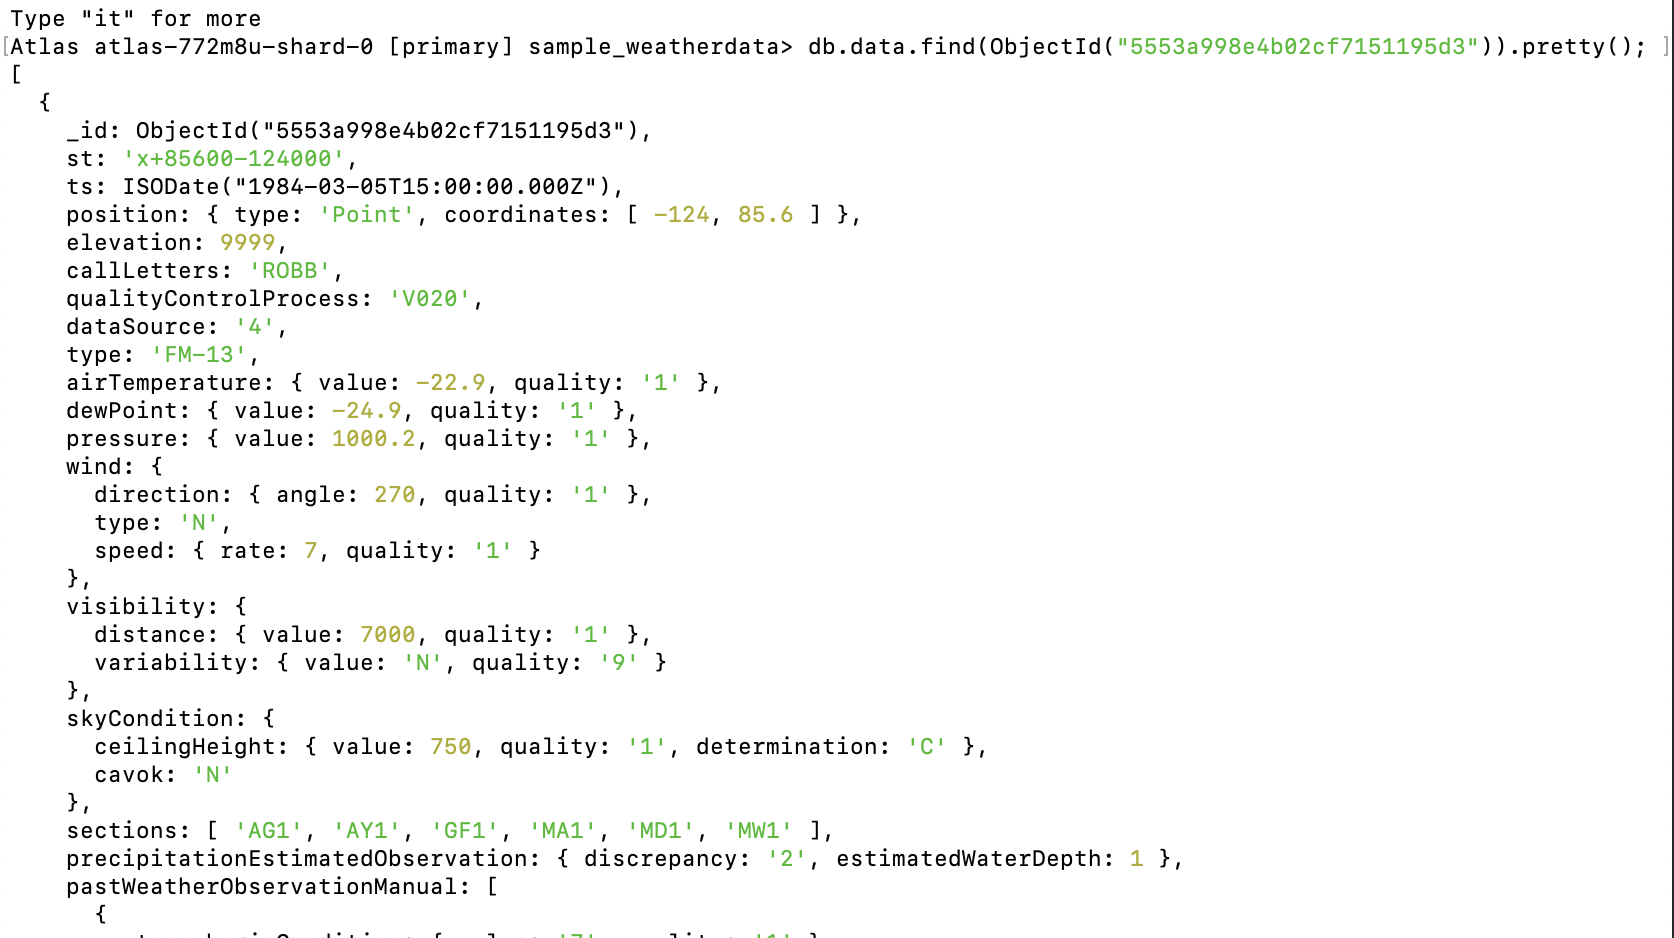 Type "it" for more
[Atlas atlas-772m8u-shard-0 [primary] sample_weatherdata> db.data.find(ObjectId("5553a998e4b02cf7151195d3")).pretty(); ]
[
  {
    _id: ObjectId("5553a998e4b02cf7151195d3"),
    st: 'x+85600-124000',
    ts: ISODate("1984-03-05T15:00:00.000Z"),
    position: { type: 'Point', coordinates: [ -124, 85.6 ] },
    elevation: 9999,
    callLetters: 'ROBB',
    qualityControlProcess: 'V020',
    dataSource: '4',
    type: 'FM-13',
    airTemperature: { value: -22.9, quality: '1' },
    dewPoint: { value: -24.9, quality: '1' },
    pressure: { value: 1000.2, quality: '1' },
    wind: {
      direction: { angle: 270, quality: '1' },
      type: 'N',
      speed: { rate: 7, quality: '1' }
    },
    visibility: {
      distance: { value: 7000, quality: '1' },
      variability: { value: 'N', quality: '9' }
    },
    skyCondition: {
      ceilingHeight: { value: 750, quality: '1', determination: 'C' },
      cavok: 'N'
    },
    sections: [ 'AG1', 'AY1', 'GF1', 'MA1', 'MD1', 'MW1' ],
    precipitationEstimatedObservation: { discrepancy: '2', estimatedWaterDepth: 1 },
    pastWeatherObservationManual: [
      {